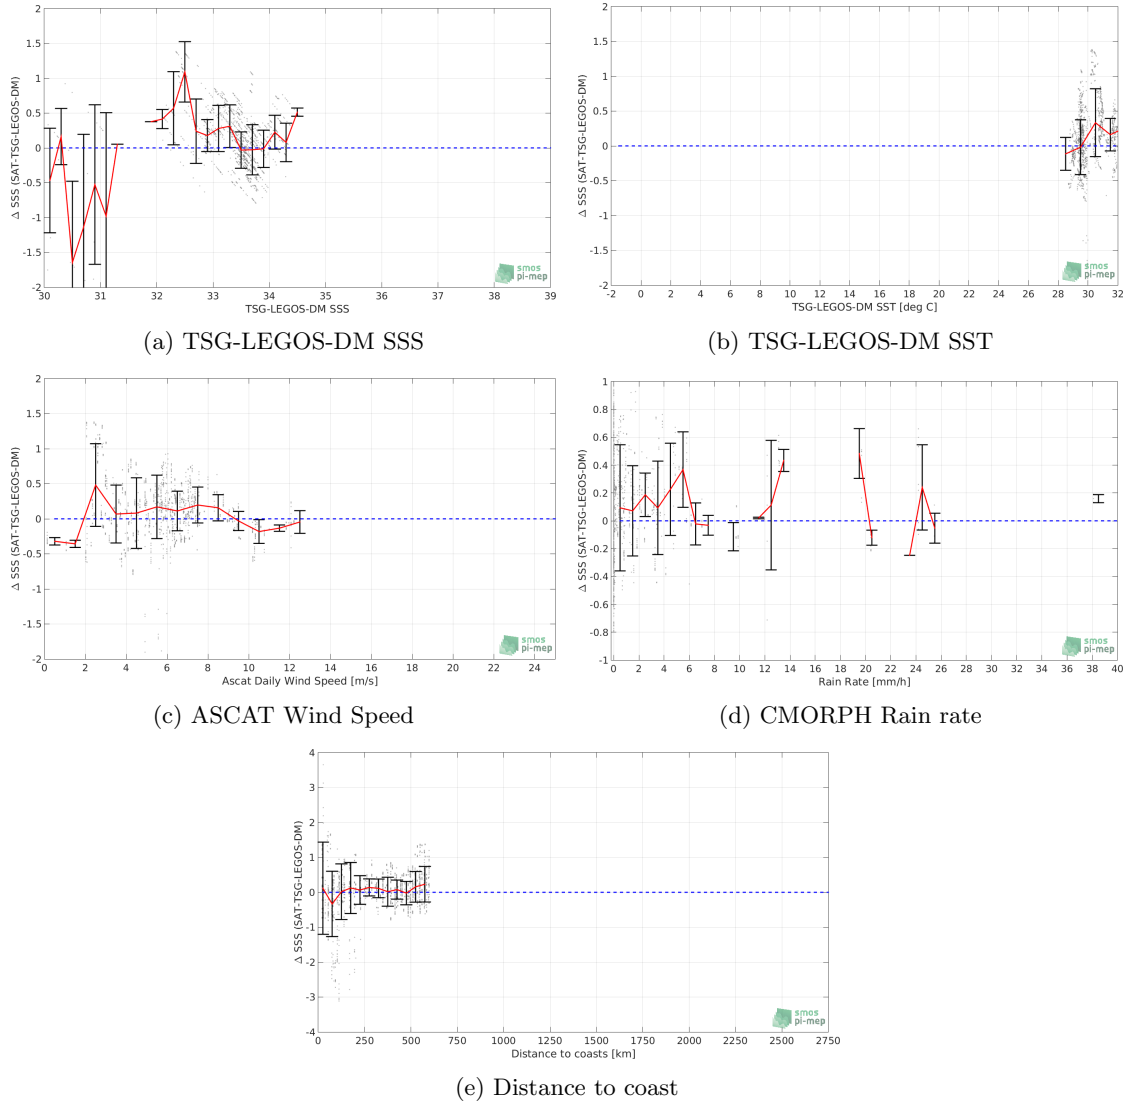 2
1.5
1
0.5
0
-0.5
-1
-1.5
-2
Δ SSS (SAT-TSG-LEGOS-DM)
30 31 32 33 34 35 36 37 38 39
TSG-LEGOS-DM SSS
smos
pi-mep
(a) TSG-LEGOS-DM SSS
2
1.5
1
0.5
0
-0.5
-1
-1.5
-2
Δ SSS (SAT-TSG-LEGOS-DM)
-2 0 2 4 6 8 10 12 14 16 18 20 22 24 26 28 30 32
TSG-LEGOS-DM SST [deg C]
smos
pi-mep
(b) TSG-LEGOS-DM SST
2
1.5
1
0.5
0
-0.5
-1
-1.5
-2
Δ SSS (SAT-TSG-LEGOS-DM)
0 2 4 6 8 10 12 14 16 18 20 22 24
Ascat Daily Wind Speed [m/s]
smos
pi-mep
(c) ASCAT Wind Speed
1
0.8
0.6
0.4
0.2
0
-0.2
-0.4
-0.6
-0.8
-1
Δ SSS (SAT-TSG-LEGOS-DM)
0 2 4 6 8 10 12 14 16 18 20 22 24 26 28 30 32 34 36 38 40
Rain Rate [mm/h]
smos
pi-mep
(d) CMORPH Rain rate
4
3
2
1
0
-1
-2
-3
-4
Δ SSS (SAT-TSG-LEGOS-DM)
0 250 500 750 1000 1250 1500 1750 2000 2250 2500 2750
Distance to coasts [km]
smos
pi-mep
(e) Distance to coast